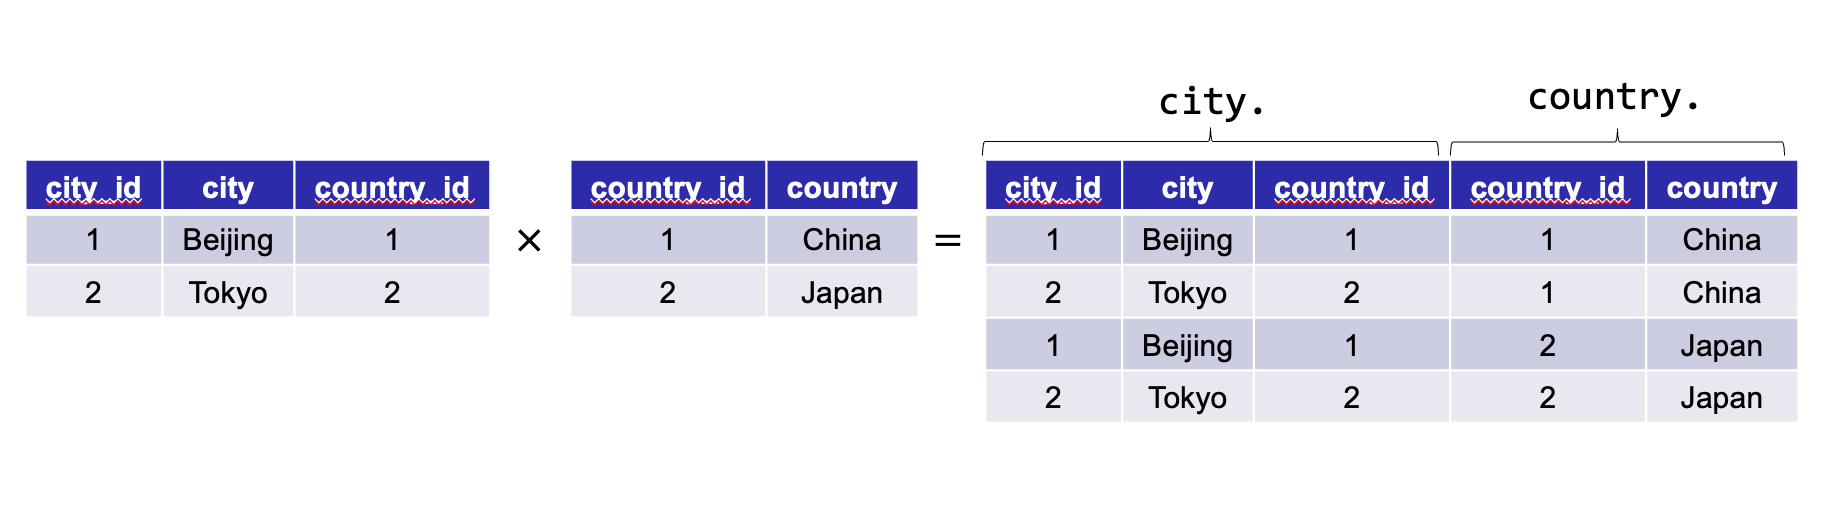 city. country.
city_id city country_id country_id country city_id city country_id country_id country
1 Beijing 1 × 1 China = 1 Beijing 1 1 China
2 Tokyo 2 2 Japan 2 Tokyo 2 1 China
1 Beijing 1 2 Japan
2 Tokyo 2 2 Japan